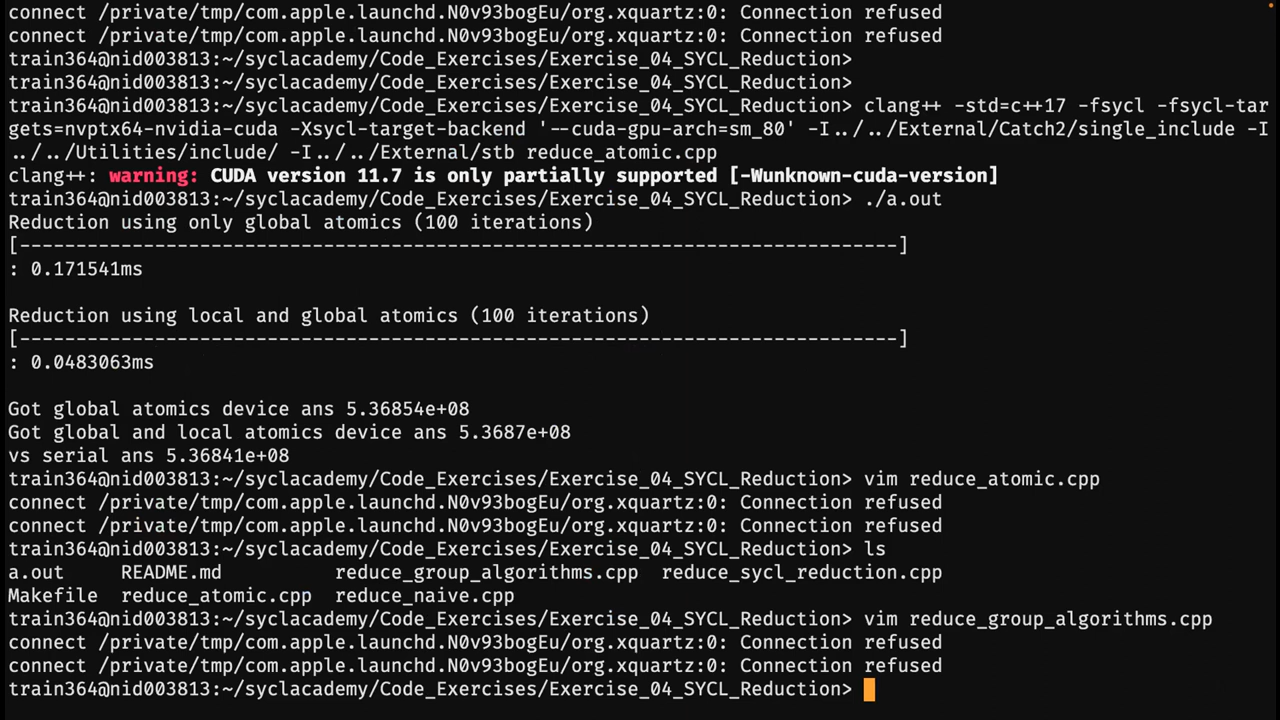 connect /private/tmp/com.apple.launchd.N0v93bogEu/org.xquartz:0: Connection refused
connect /private/tmp/com.apple.launchd.N0v93bogEu/org.xquartz:0: Connection refused
train364@nid003813:~/syclacademy/Code_Exercises/Exercise_04_SYCL_Reduction>
train364@nid003813:~/syclacademy/Code_Exercises/Exercise_04_SYCL_Reduction>
train364@nid003813:~/syclacademy/Code_Exercises/Exercise_04_SYCL_Reduction> clang++ -std=c++17 -fsycl -fsycl-tar
gets=nvptx64-nvidia-cuda -Xsycl-target-backend '--cuda-gpu-arch=sm_80' -I../../External/Catch2/single_include -I
../../Utilities/include/ -I../../External/stb reduce_atomic.cpp
clang++: warning: CUDA version 11.7 is only partially supported [-Wunknown-cuda-version]
train364@nid003813:~/syclacademy/Code_Exercises/Exercise_04_SYCL_Reduction> ./a.out
Reduction using only global atomics (100 iterations)
[------------------------------------------------------------------------------]
: 0.171541ms
Reduction using local and global atomics (100 iterations)
[------------------------------------------------------------------------------]
: 0.0483063ms
Got global atomics device ans 5.36854e+08
Got global and local atomics device ans 5.3687e+08
vs serial ans 5.36841e+08
train364@nid003813:~/syclacademy/Code_Exercises/Exercise_04_SYCL_Reduction> vim reduce_atomic.cpp
connect /private/tmp/com.apple.launchd.N0v93bogEu/org.xquartz:0: Connection refused
connect /private/tmp/com.apple.launchd.N0v93bogEu/org.xquartz:0: Connection refused
train364@nid003813:~/syclacademy/Code_Exercises/Exercise_04_SYCL_Reduction> ls
a.out     README.md          reduce_group_algorithms.cpp  reduce_sycl_reduction.cpp
Makefile  reduce_atomic.cpp  reduce_naive.cpp
train364@nid003813:~/syclacademy/Code_Exercises/Exercise_04_SYCL_Reduction> vim reduce_group_algorithms.cpp
connect /private/tmp/com.apple.launchd.N0v93bogEu/org.xquartz:0: Connection refused
connect /private/tmp/com.apple.launchd.N0v93bogEu/org.xquartz:0: Connection refused
train364@nid003813:~/syclacademy/Code_Exercises/Exercise_04_SYCL_Reduction>